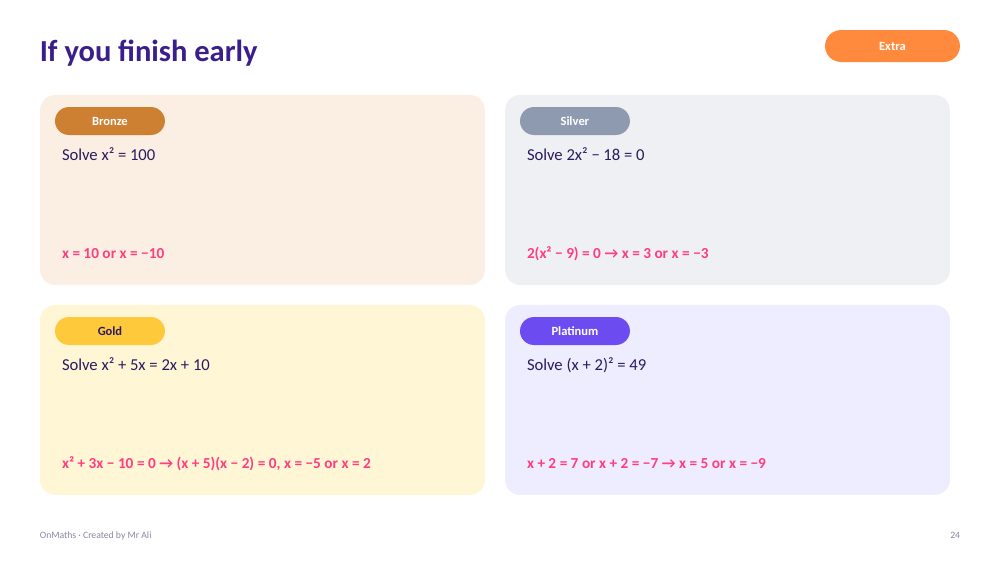 If you finish early
Extra
Bronze
Solve x² = 100
x = 10 or x = −10
Silver
Solve 2x² − 18 = 0
2(x² − 9) = 0 → x = 3 or x = −3
Gold
Solve x² + 5x = 2x + 10
x² + 3x − 10 = 0 → (x + 5)(x − 2) = 0, x = −5 or x = 2
Platinum
Solve (x + 2)² = 49
x + 2 = 7 or x + 2 = −7 → x = 5 or x = −9
OnMaths · Created by Mr Ali
24